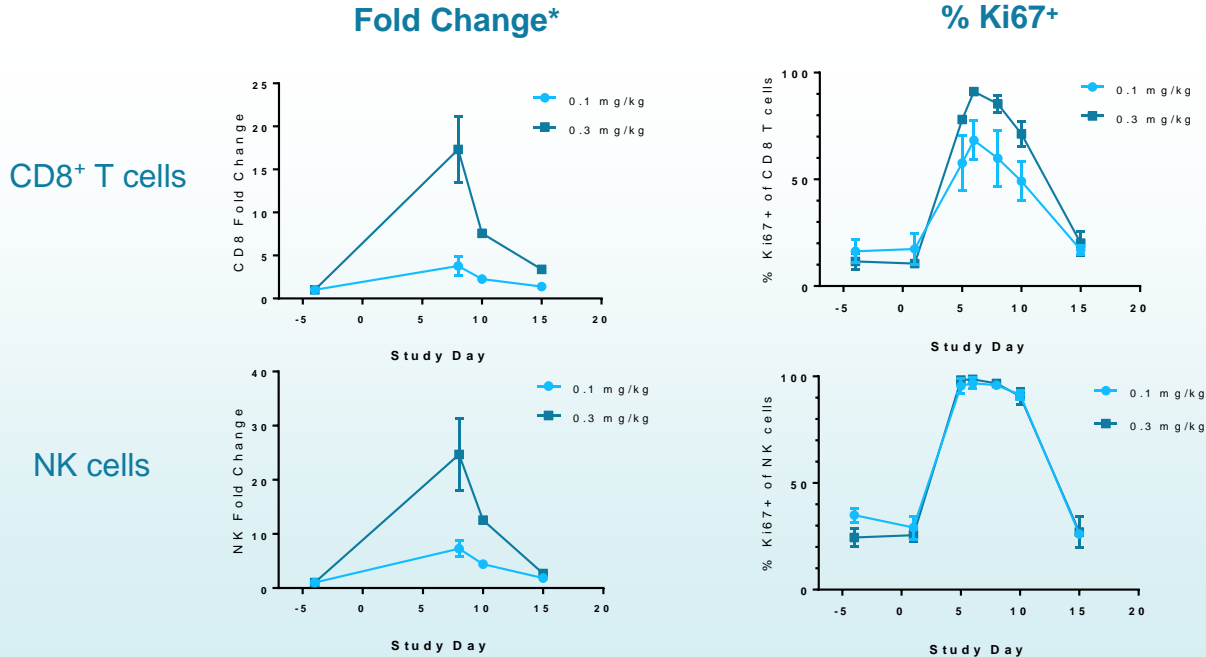 Fold Change*
% Ki67⁺
CD8⁺ T cells
CD8 Fold Change
25
20
15
10
5
0
-5 0 5 10 15 20
Study Day
0.1 mg/kg
0.3 mg/kg
% Ki67+ of CD8 T cells
100
50
0
-5 0 5 10 15 20
Study Day
0.1 mg/kg
0.3 mg/kg
NK cells
NK Fold Change
40
30
20
10
0
-5 0 5 10 15 20
Study Day
0.1 mg/kg
0.3 mg/kg
% Ki67+ of NK cells
100
50
0
-5 0 5 10 15 20
Study Day
0.1 mg/kg
0.3 mg/kg